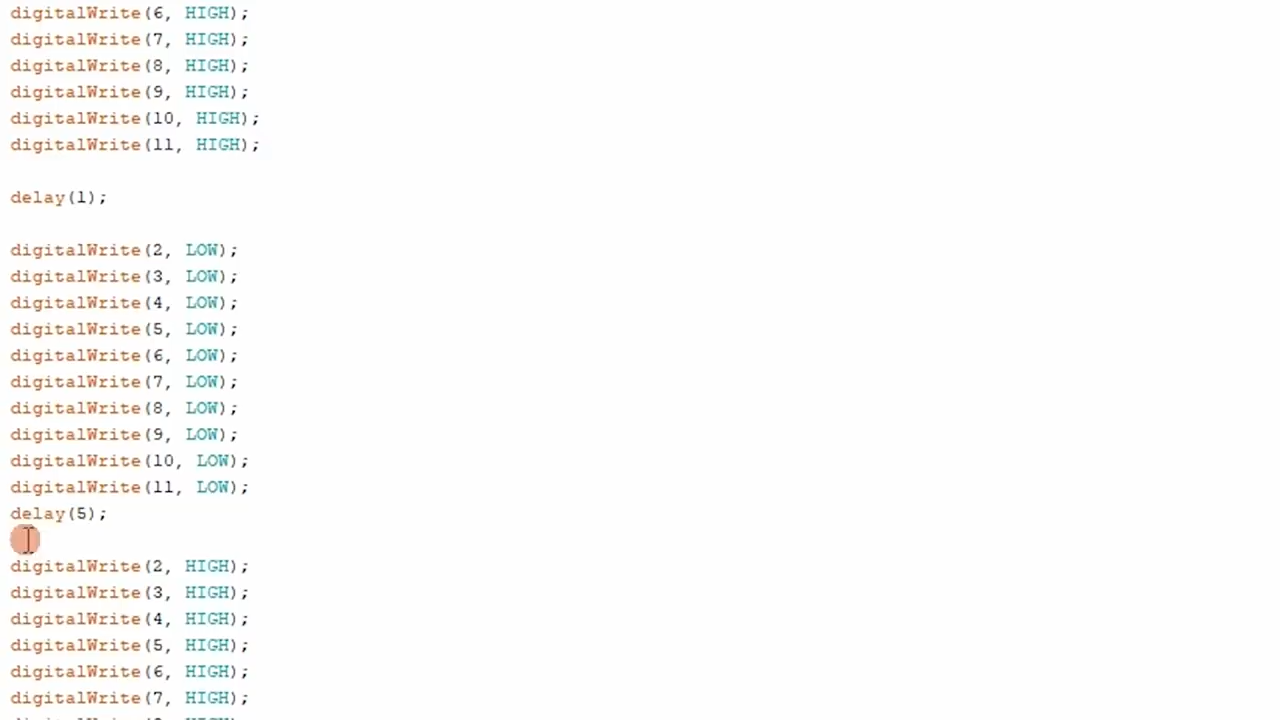 digitalWrite(6, HIGH);
digitalWrite(7, HIGH);
digitalWrite(8, HIGH);
digitalWrite(9, HIGH);
digitalWrite(10, HIGH);
digitalWrite(11, HIGH);
delay(1);
digitalWrite(2, LOW);
digitalWrite(3, LOW);
digitalWrite(4, LOW);
digitalWrite(5, LOW);
digitalWrite(6, LOW);
digitalWrite(7, LOW);
digitalWrite(8, LOW);
digitalWrite(9, LOW);
digitalWrite(10, LOW);
digitalWrite(11, LOW);
delay(5);
digitalWrite(2, HIGH);
digitalWrite(3, HIGH);
digitalWrite(4, HIGH);
digitalWrite(5, HIGH);
digitalWrite(6, HIGH);
digitalWrite(7, HIGH);